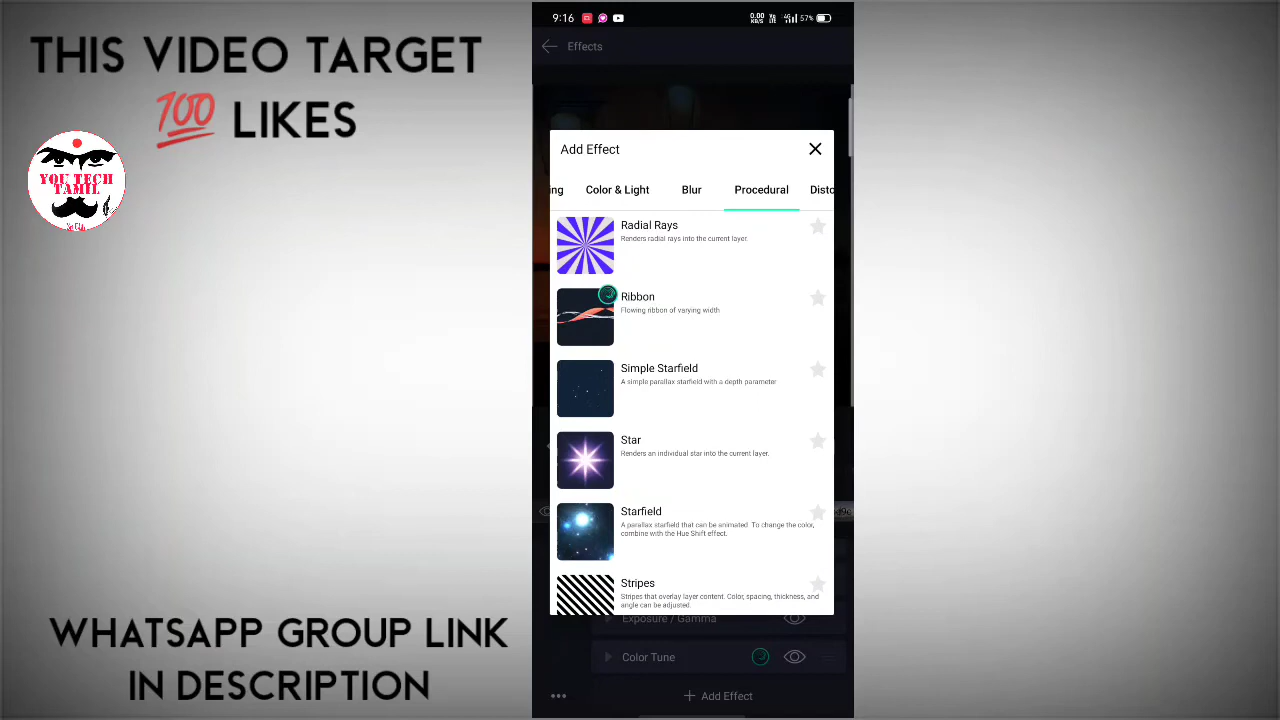 THIS VIDEO TARGET
💯 LIKES
YOU TECH
TAMIL
WHATSAPP GROUP LINK
IN DESCRIPTION
9:16
0.00
KB/S
4G
57%
Effects
Add Effect
ing Color & Light Blur Procedural Disto
Radial Rays
Renders radial rays into the current layer.
Ribbon
Flowing ribbon of varying width
Simple Starfield
A simple parallax starfield with a depth parameter
Star
Renders an individual star into the current layer.
Starfield
A parallax starfield that can be animated. To change the color,
combine with the Hue Shift effect.
Stripes
Stripes that overlay layer content. Color, spacing, thickness, and
angle can be adjusted.
Exposure / Gamma
Color Tune
Add Effect